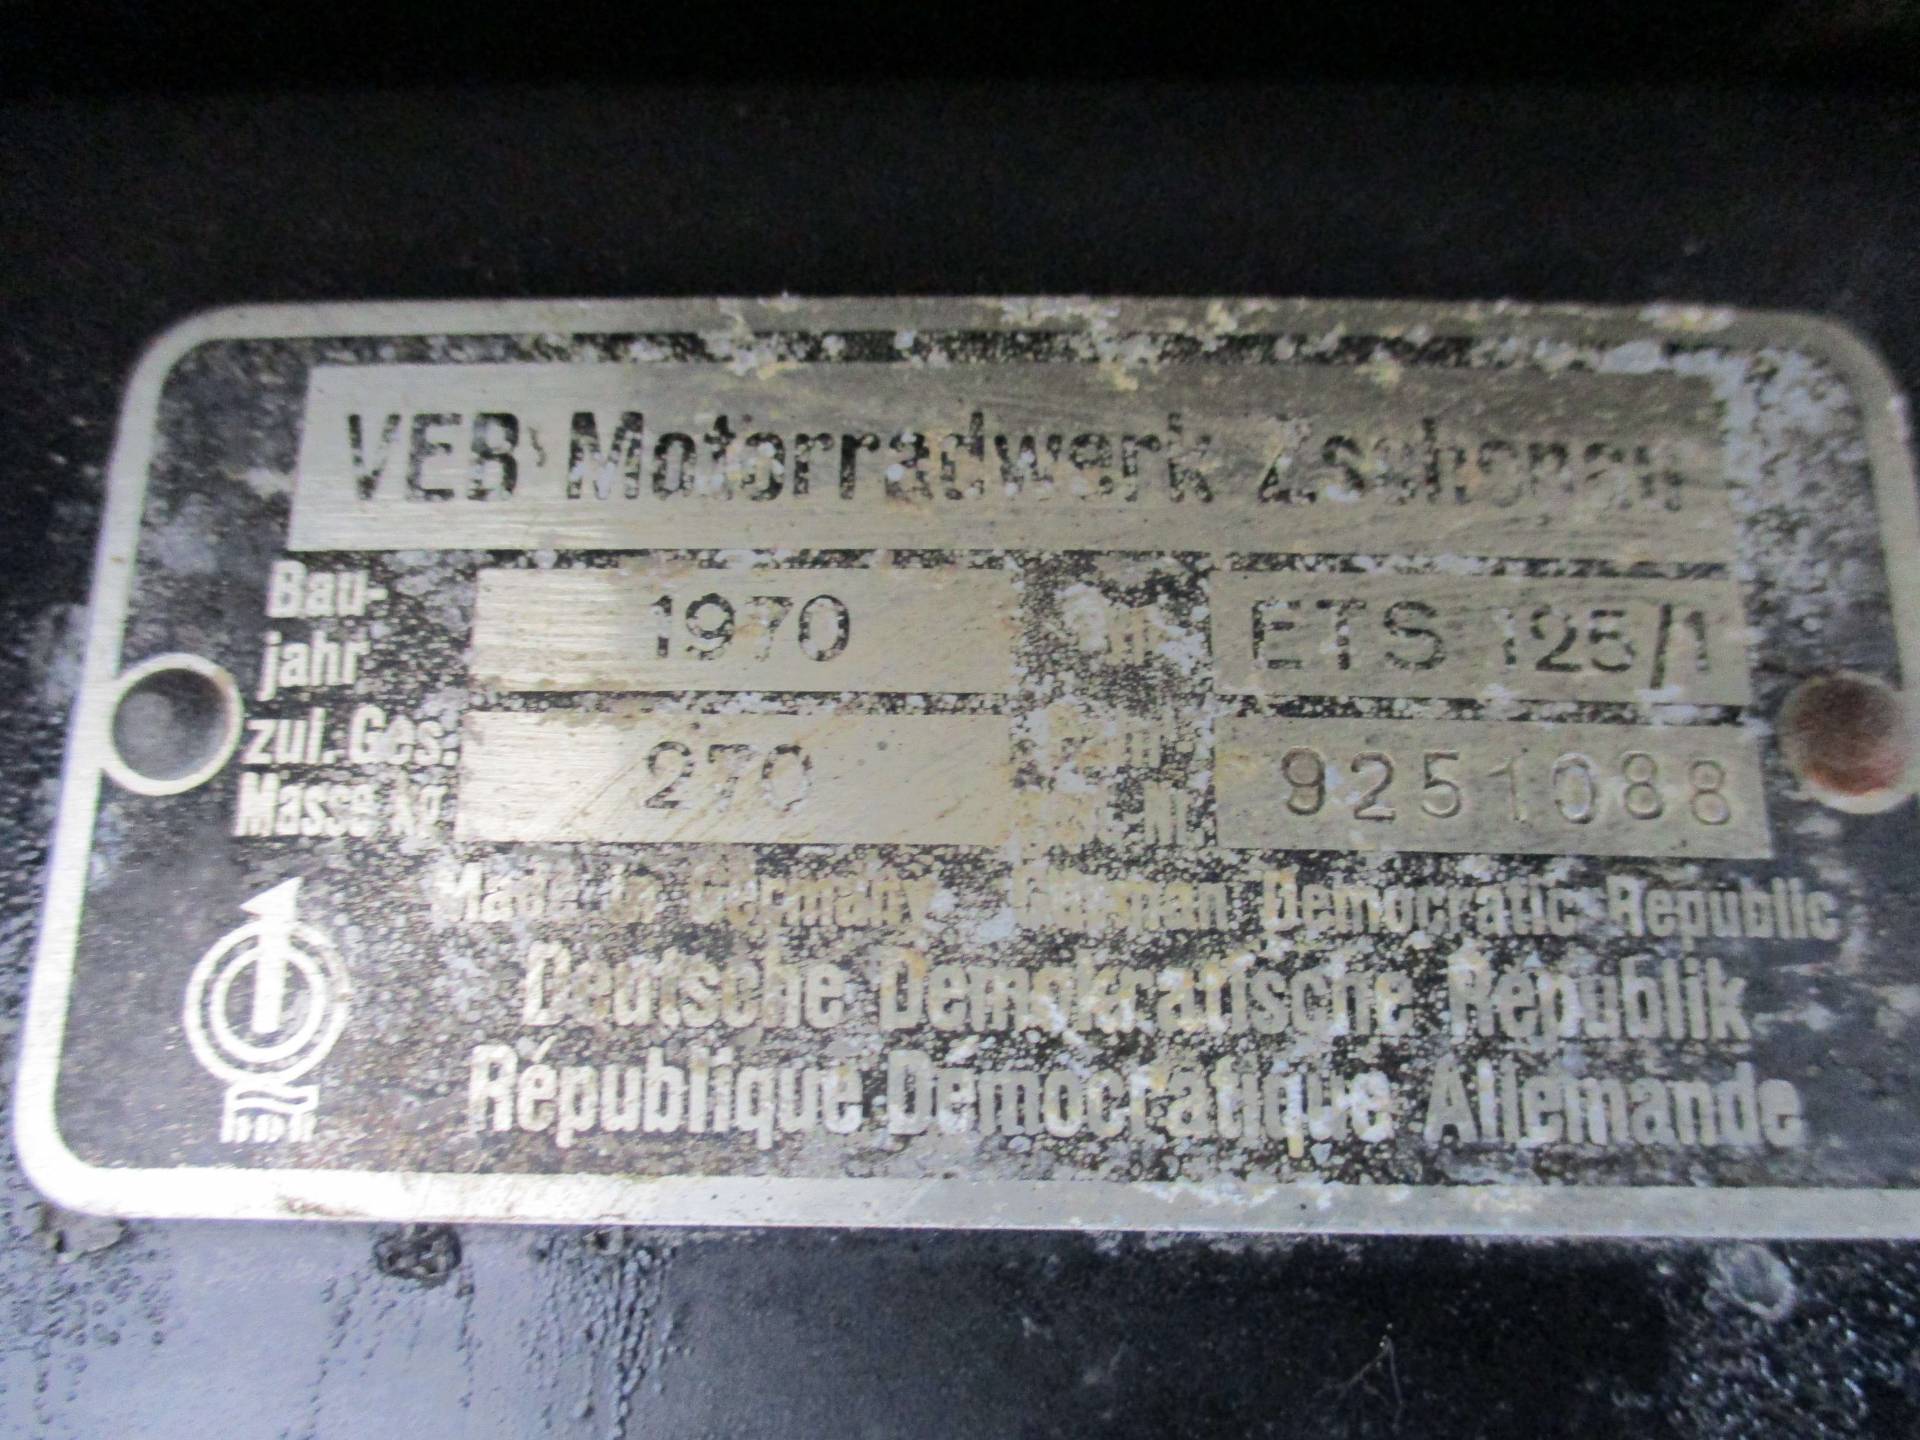 VEB Motorradwerk Zschopau
Bau-
jahr
1970
ETS 125/1
zul. Ges.
Masse kg
270
9251088
Made in Germany German Democratic Republic
Deutsche Demokratische Republik
République Démocratique Allemande